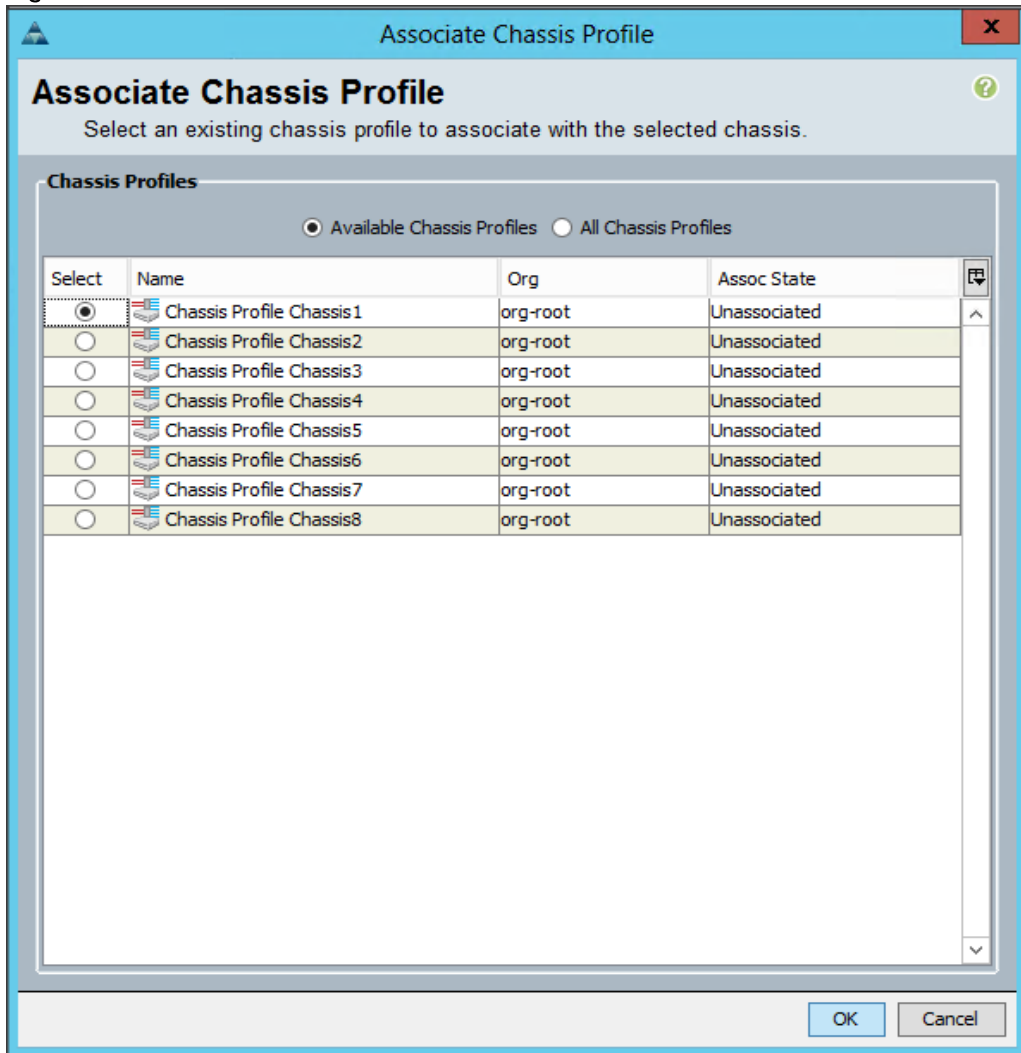 Associate Chassis Profile
X
Associate Chassis Profile
?
Select an existing chassis profile to associate with the selected chassis.
Chassis Profiles
Available Chassis Profiles All Chassis Profiles
Select Name Org Assoc State
Chassis Profile Chassis1 org-root Unassociated
Chassis Profile Chassis2 org-root Unassociated
Chassis Profile Chassis3 org-root Unassociated
Chassis Profile Chassis4 org-root Unassociated
Chassis Profile Chassis5 org-root Unassociated
Chassis Profile Chassis6 org-root Unassociated
Chassis Profile Chassis7 org-root Unassociated
Chassis Profile Chassis8 org-root Unassociated
OK Cancel